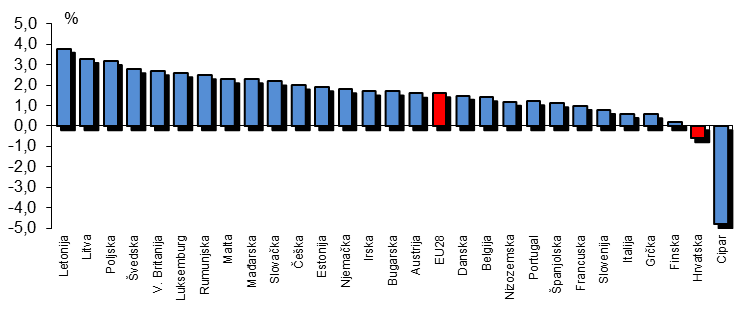 %
5,0
4,0
3,0
2,0
1,0
0,0
-1,0
-2,0
-3,0
-4,0
-5,0
Letonija
Litva
Poljska
Švedska
V. Britanija
Luksemburg
Rumunjska
Malta
Mađarska
Slovačka
Češka
Estonija
Njemačka
Irska
Bugarska
Austrija
EU28
Danska
Belgija
Nizozemska
Portugal
Španjolska
Francuska
Slovenija
Italija
Grčka
Finska
Hrvatska
Cipar